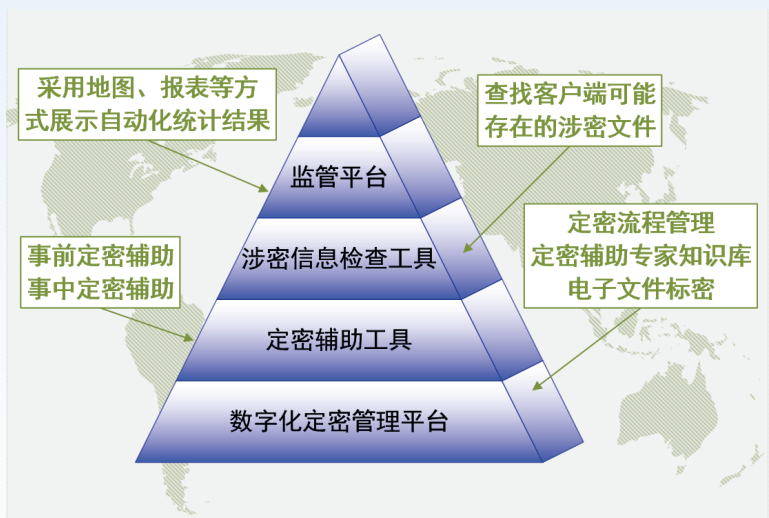 采用地图、报表等方
式展示自动化统计结果
查找客户端可能
存在的涉密文件
监管平台
定密流程管理
定密辅助专家知识库
电子文件标密
事前定密辅助
事中定密辅助
涉密信息检查工具
定密辅助工具
数字化定密管理平台